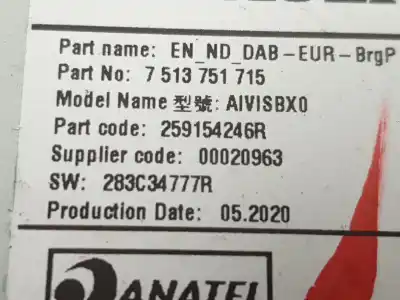 Part name: EN_ND_DAB-EUR-BrgP
Part No: 7 513 751 715
Model Name 型號: AIVISBX0
Part code: 259154246R
Supplier code: 00020963
SW: 283C34777R
Production Date: 05.2020
ANATEL